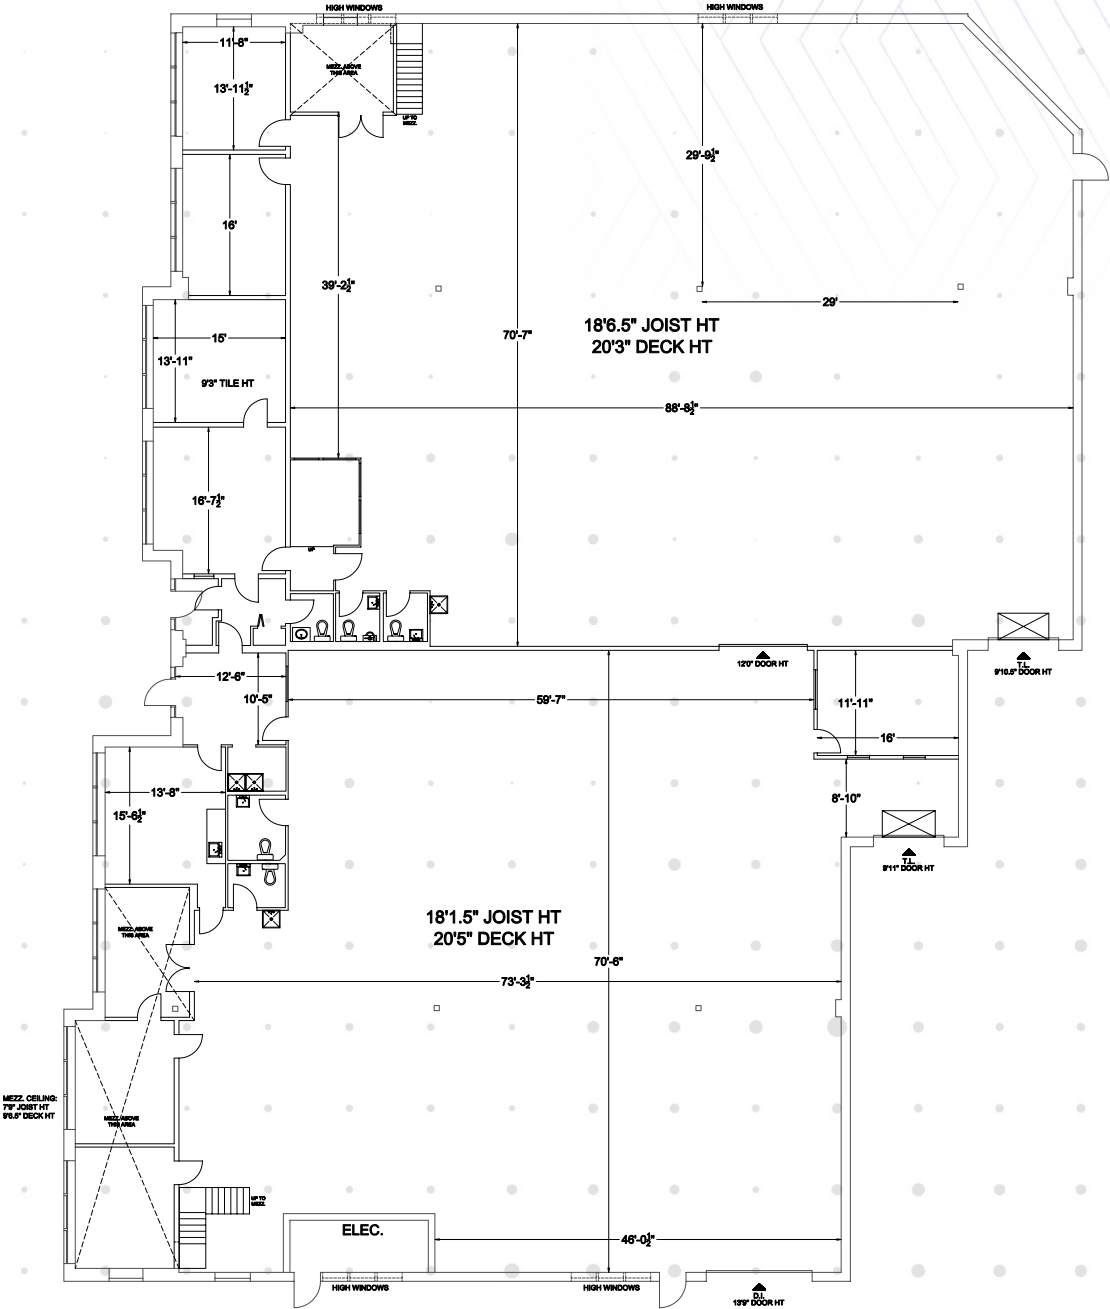 HIGH WINDOWS
HIGH WINDOWS
11'-8"
13'-11½"
MEZZ. ABOVE
THIS AREA
UP TO
MEZZ.
29'-9½"
16'
39'-2½"
29'
18'6.5" JOIST HT
20'3" DECK HT
70'-7"
15'
13'-11"
9'3" TILE HT
88'-8½"
16'-7½"
UP
12'0" DOOR HT
T.L.
9'10.5" DOOR HT
12'-6"
10'-5"
59'-7"
11'-11"
16'
13'-8"
15'-6½"
8'-10"
T.L.
9'11" DOOR HT
18'1.5" JOIST HT
20'5" DECK HT
MEZZ. ABOVE
THIS AREA
70'-6"
73'-3½"
MEZZ. CEILING:
7'9" JOIST HT
9'6.5" DECK HT
MEZZ. ABOVE
THIS AREA
UP TO
MEZZ.
ELEC.
46'-0½"
HIGH WINDOWS
HIGH WINDOWS
D.I.
13'9" DOOR HT